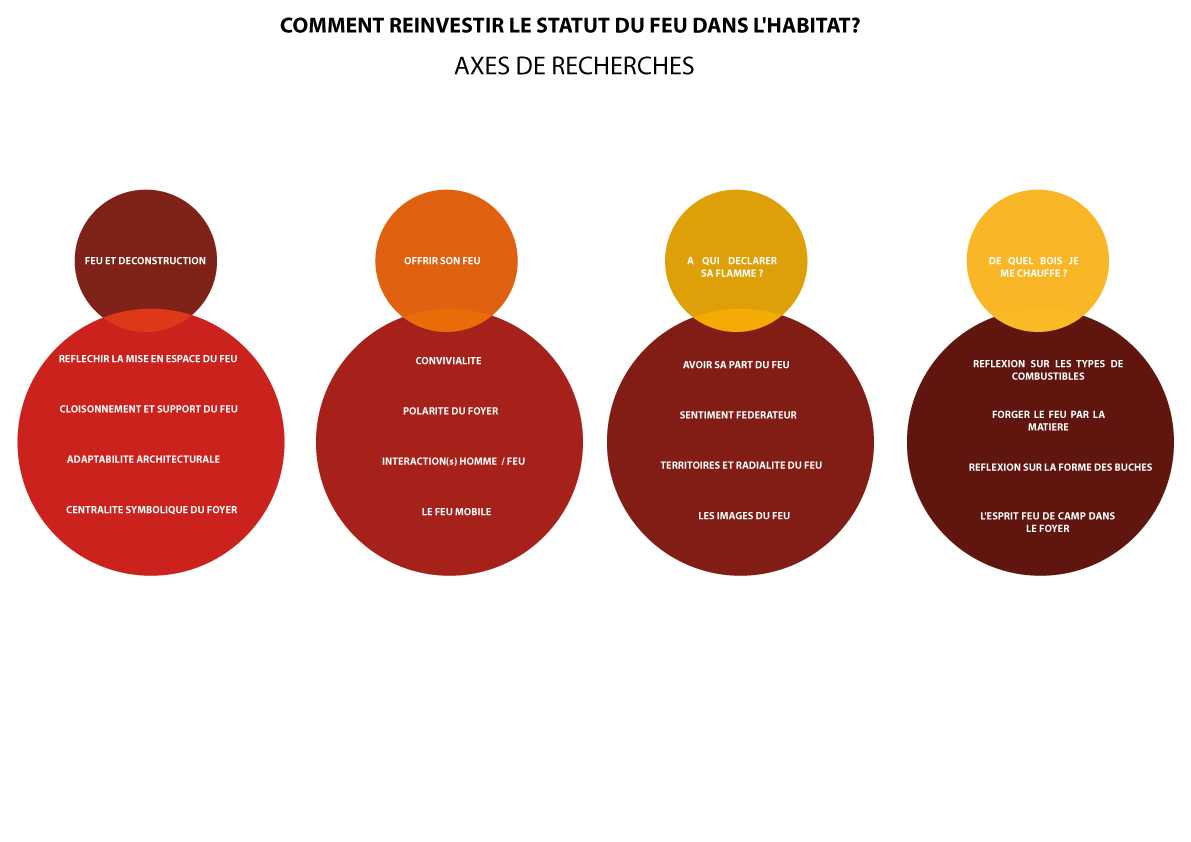 COMMENT REINVESTIR LE STATUT DU FEU DANS L'HABITAT?
AXES DE RECHERCHES
FEU ET DECONSTRUCTION
REFLECHIR LA MISE EN ESPACE DU FEU
CLOISONNEMENT ET SUPPORT DU FEU
ADAPTABILITE ARCHITECTURALE
CENTRALITE SYMBOLIQUE DU FOYER
OFFRIR SON FEU
CONVIVIALITE
POLARITE DU FOYER
INTERACTION(s) HOMME / FEU
LE FEU MOBILE
A QUI DECLARER
SA FLAMME ?
AVOIR SA PART DU FEU
SENTIMENT FEDERATEUR
TERRITOIRES ET RADIALITE DU FEU
LES IMAGES DU FEU
DE QUEL BOIS JE
ME CHAUFFE ?
REFLEXION SUR LES TYPES DE
COMBUSTIBLES
FORGER LE FEU PAR LA
MATIERE
REFLEXION SUR LA FORME DES BUCHES
L'ESPRIT FEU DE CAMP DANS
LE FOYER